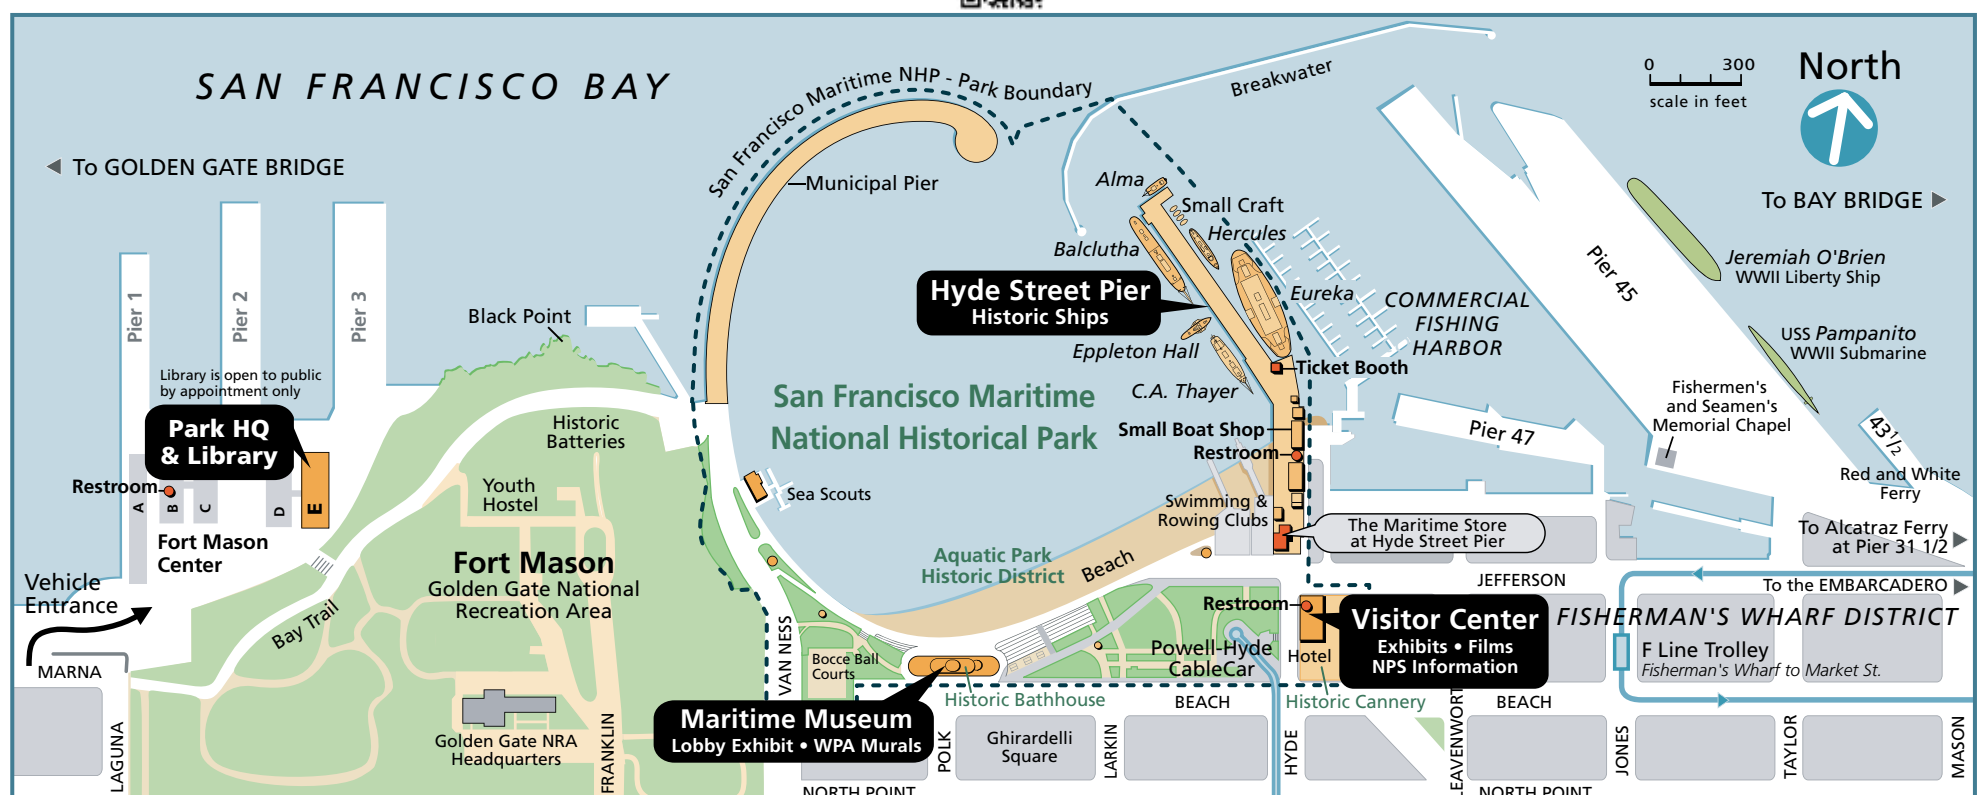 SAN FRANCISCO BAY
San Francisco Maritime NHP - Park Boundary
Breakwater
0 300
scale in feet
North
To GOLDEN GATE BRIDGE
To BAY BRIDGE
Municipal Pier
Alma
Small Craft
Hercules
Balclutha
Hyde Street Pier
Historic Ships
Eureka
Eppleton Hall
C.A. Thayer
Ticket Booth
COMMERCIAL
FISHING
HARBOR
Pier 45
Jeremiah O'Brien
WWII Liberty Ship
USS Pampanito
WWII Submarine
Pier 1
Pier 2
Pier 3
Black Point
Library is open to public
by appointment only
Park HQ
& Library
Restroom
A
B
C
D
E
Fort Mason
Center
Historic
Batteries
Youth
Hostel
San Francisco Maritime
National Historical Park
Small Boat Shop
Restroom
Sea Scouts
Swimming &
Rowing Clubs
The Maritime Store
at Hyde Street Pier
Pier 47
Fishermen's
and Seamen's
Memorial Chapel
43 1/2
Red and White
Ferry
To Alcatraz Ferry
at Pier 31 1/2
To the EMBARCADERO
Fort Mason
Golden Gate National
Recreation Area
Aquatic Park
Historic District
Beach
JEFFERSON
Vehicle
Entrance
Bay Trail
MARNA
VAN NESS
Bocce Ball
Courts
Restroom
Powell-Hyde
CableCar
Hotel
Visitor Center
Exhibits • Films
NPS Information
FISHERMAN'S WHARF DISTRICT
F Line Trolley
Fisherman's Wharf to Market St.
Historic Bathhouse
Historic Cannery
BEACH
BEACH
Maritime Museum
Lobby Exhibit • WPA Murals
Golden Gate NRA
Headquarters
Ghirardelli
Square
LAGUNA
FRANKLIN
POLK
LARKIN
HYDE
LEAVENWORTH
JONES
TAYLOR
MASON
NORTH POINT
NORTH POINT